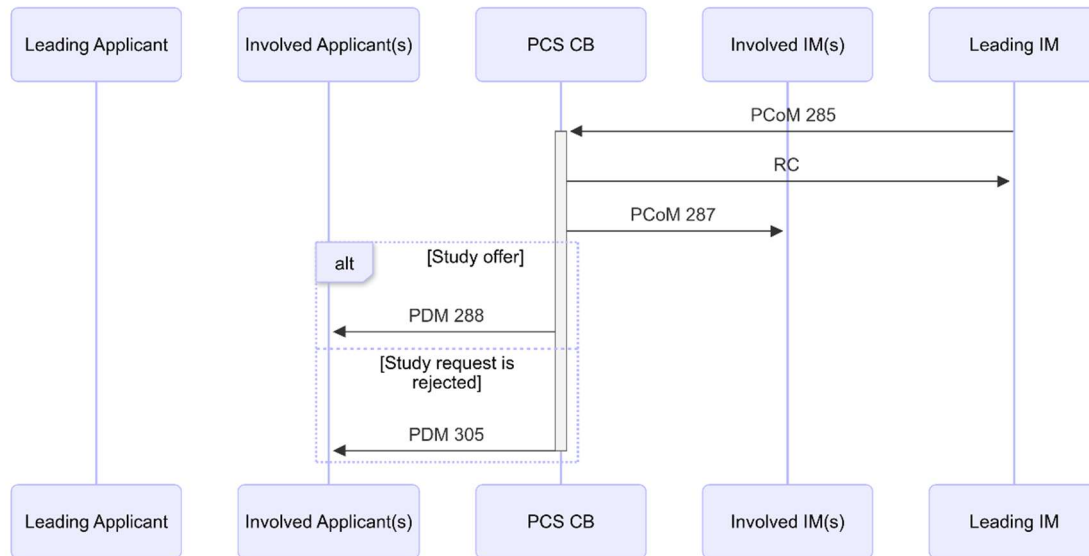 Leading Applicant
Involved Applicant(s)
PCS CB
Involved IM(s)
Leading IM
PCoM 285
RC
PCoM 287
alt
[Study offer]
PDM 288
[Study request is
rejected]
PDM 305
Leading Applicant
Involved Applicant(s)
PCS CB
Involved IM(s)
Leading IM